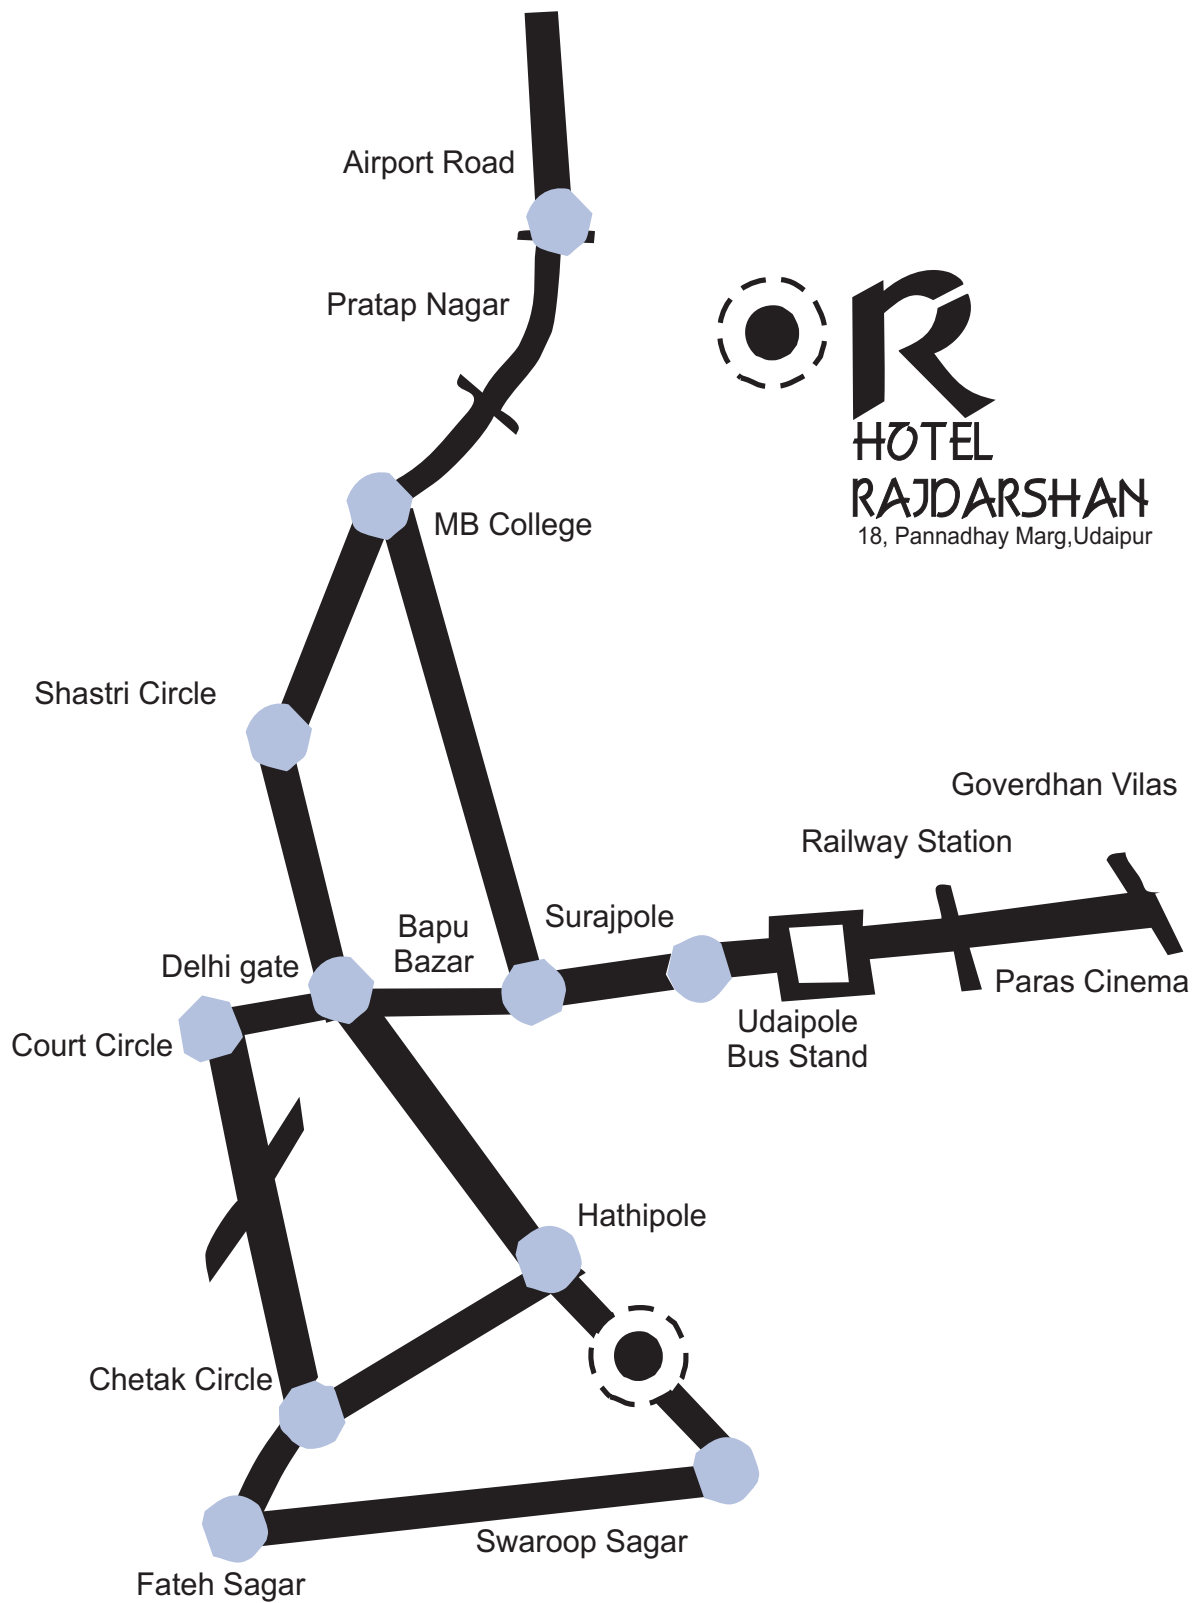 Airport Road
Pratap Nagar
R
HOTEL
RAJDARSHAN
18, Pannadhay Marg,Udaipur
MB College
Shastri Circle
Goverdhan Vilas
Railway Station
Surajpole
Bapu
Bazar
Delhi gate
Paras Cinema
Udaipole
Bus Stand
Court Circle
Hathipole
Chetak Circle
Swaroop Sagar
Fateh Sagar